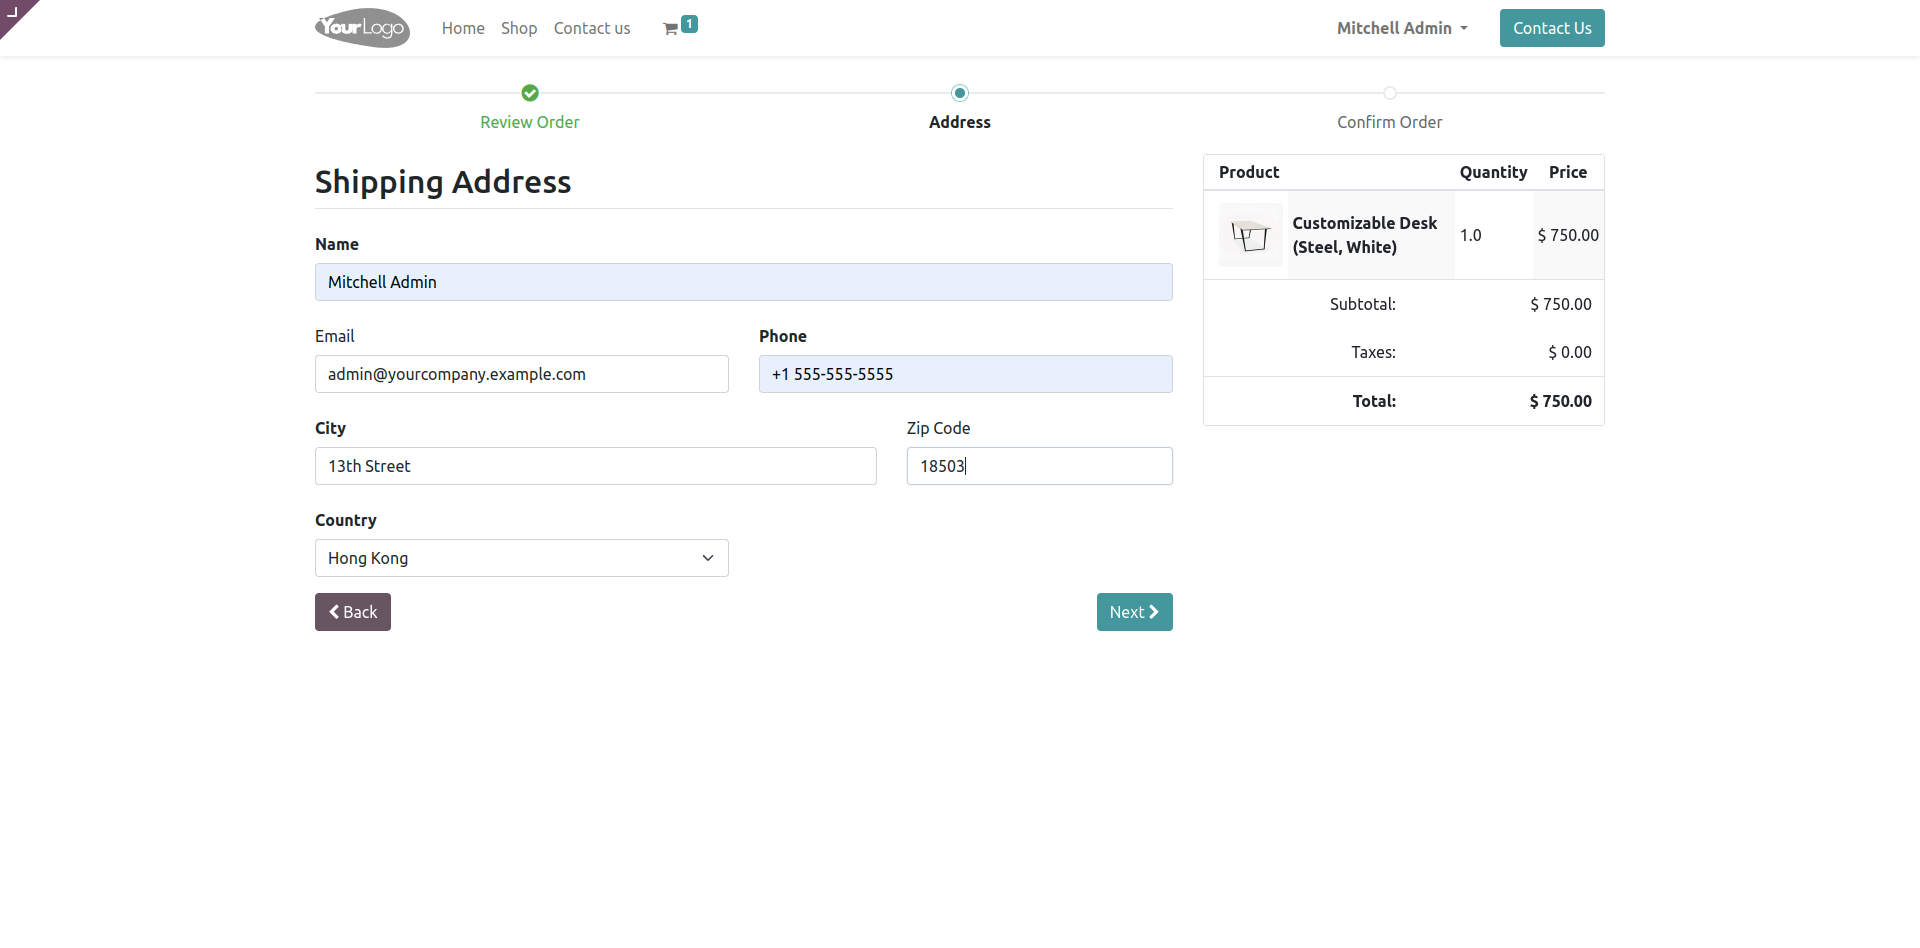 YourLogo
Home Shop Contact us 1 Mitchell Admin Contact Us
Review Order Address Confirm Order
Shipping Address
Name
Mitchell Admin
Email Phone
admin@yourcompany.example.com +1 555-555-5555
City Zip Code
13th Street 18503
Country
Hong Kong
Back Next
Product Quantity Price
Customizable Desk
(Steel, White) 1.0 $ 750.00
Subtotal: $ 750.00
Taxes: $ 0.00
Total: $ 750.00